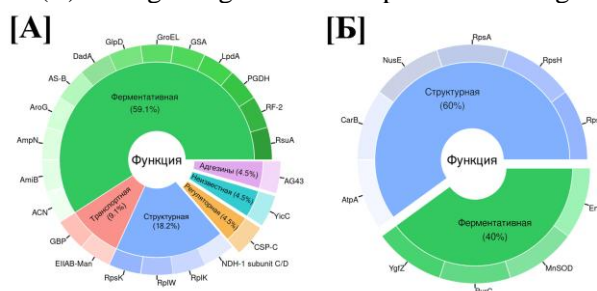 [А]
GroEL
GlpD
GSA
DadA
LpdA
AS-B
PGDH
AroG
RF-2
AmpN
RsuA
AmiB
ACN
Ферментативная
(59.1%)
Функция
Адгезины (4.5%)
AG43
Неизвестная (4.5%)
YicC
Регуляторная (4.5%)
CSP-C
Транспортная
(9.1%)
Структурная
(18.2%)
GBP
EIIAB-Man
RpsK
RplW
RplK
NDH-1 subunit C/D
[Б]
RpsA
NusE
RpsH
CarB
AtpA
Структурная
(60%)
Функция
Ферментативная
(40%)
YgfZ
MnSOD